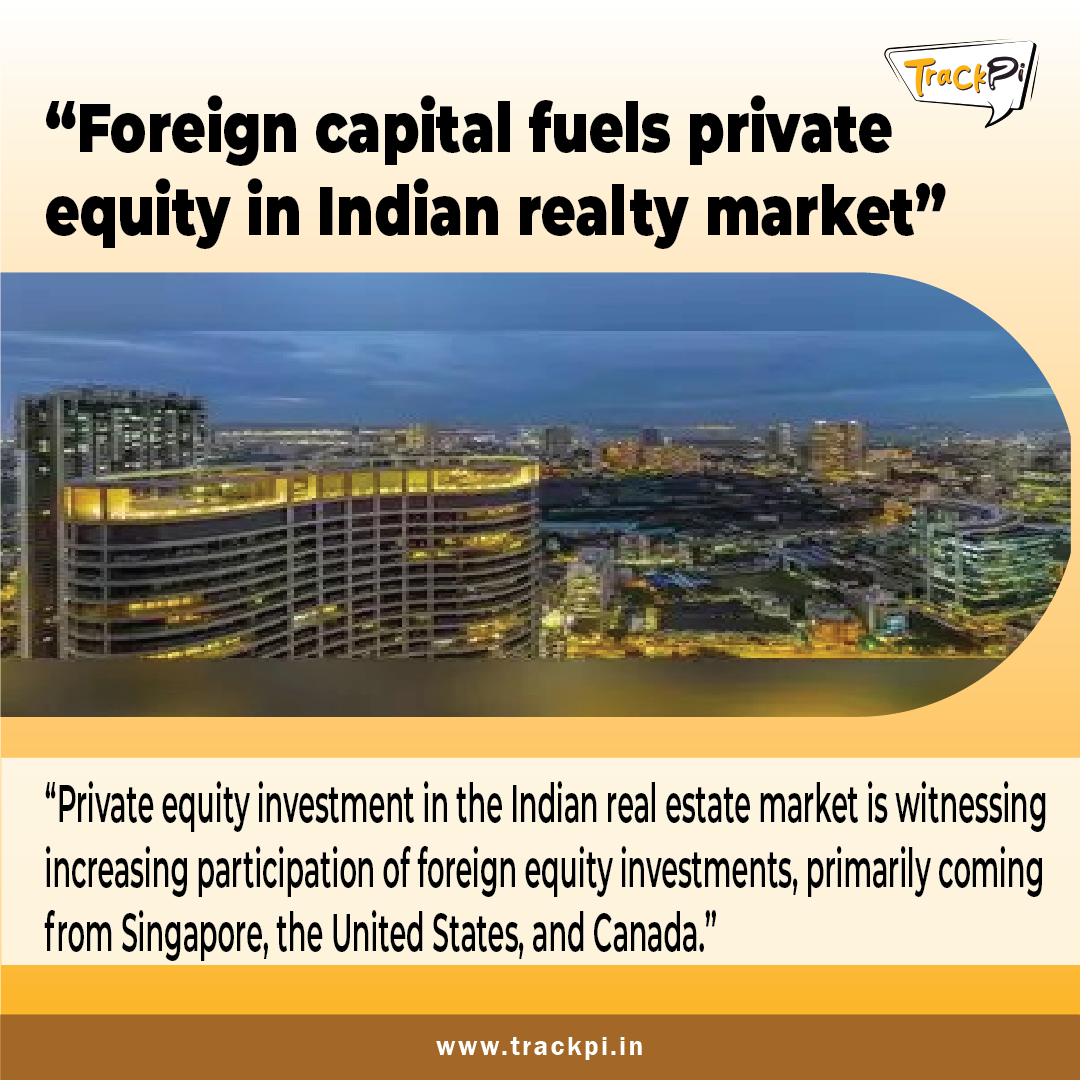 TrackPi
“Foreign capital fuels private
equity in Indian realty market”
“Private equity investment in the Indian real estate market is witnessing
increasing participation of foreign equity investments, primarily coming
from Singapore, the United States, and Canada.”
www.trackpi.in